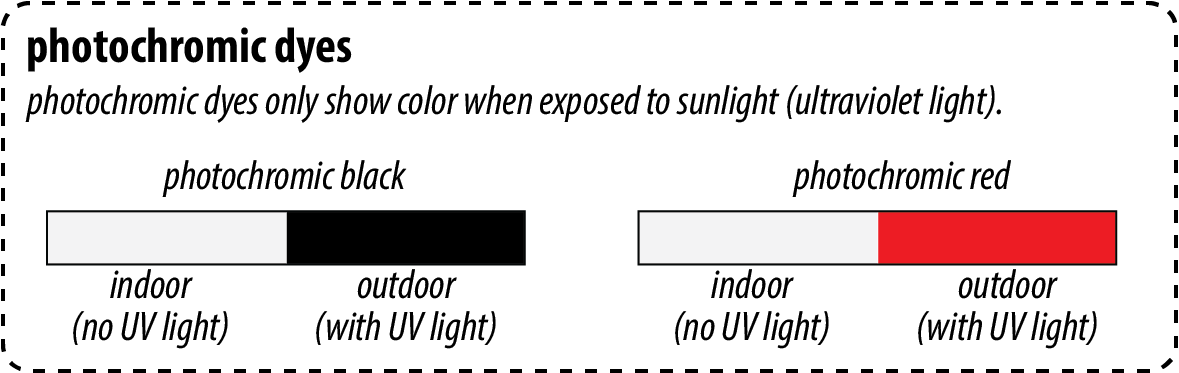 photochromic dyes
photochromic dyes only show color when exposed to sunlight (ultraviolet light).
photochromic black
indoor
(no UV light)
outdoor
(with UV light)
photochromic red
indoor
(no UV light)
outdoor
(with UV light)